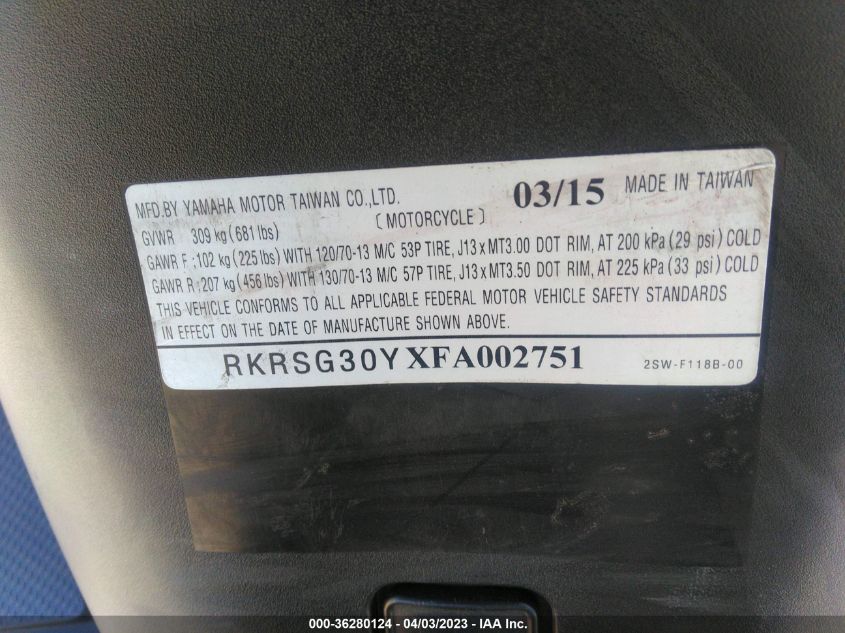 MFD.BY YAMAHA MOTOR TAIWAN CO.,LTD. 03/15 MADE IN TAIWAN
[ MOTORCYCLE ]
GVWR 309 kg (681 lbs)
GAWR F : 102 kg (225 lbs) WITH 120/70-13 M/C 53P TIRE, J13 x MT3.00 DOT RIM, AT 200 kPa (29 psi) COLD
GAWR R : 207 kg (456 lbs) WITH 130/70-13 M/C 57P TIRE, J13 x MT3.50 DOT RIM, AT 225 kPa (33 psi) COLD
THIS VEHICLE CONFORMS TO ALL APPLICABLE FEDERAL MOTOR VEHICLE SAFETY STANDARDS
IN EFFECT ON THE DATE OF MANUFACTURE SHOWN ABOVE.
RKRSG30YXFA002751 2SW-F118B-00
000-36280124 - 04/03/2023 - IAA Inc.